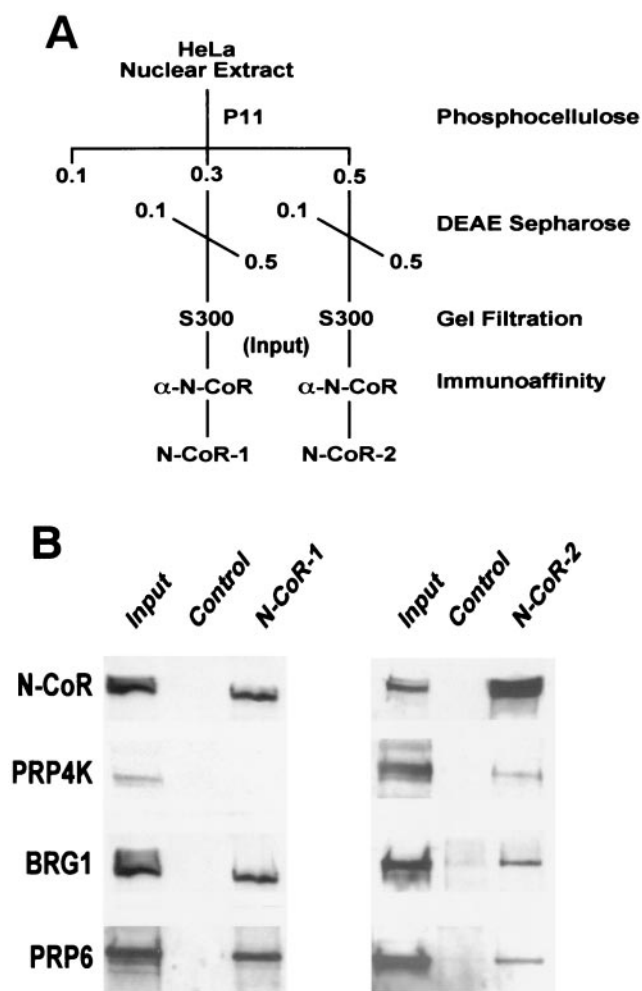 A
HeLa
Nuclear Extract
P11
Phosphocellulose
0.1
0.3
0.5
0.1
0.1
DEAE Sepharose
0.5
0.5
S300
S300
Gel Filtration
(Input)
α-N-CoR
α-N-CoR
Immunoaffinity
N-CoR-1
N-CoR-2
B
Input
Control
N-CoR-1
Input
Control
N-CoR-2
N-CoR
PRP4K
BRG1
PRP6